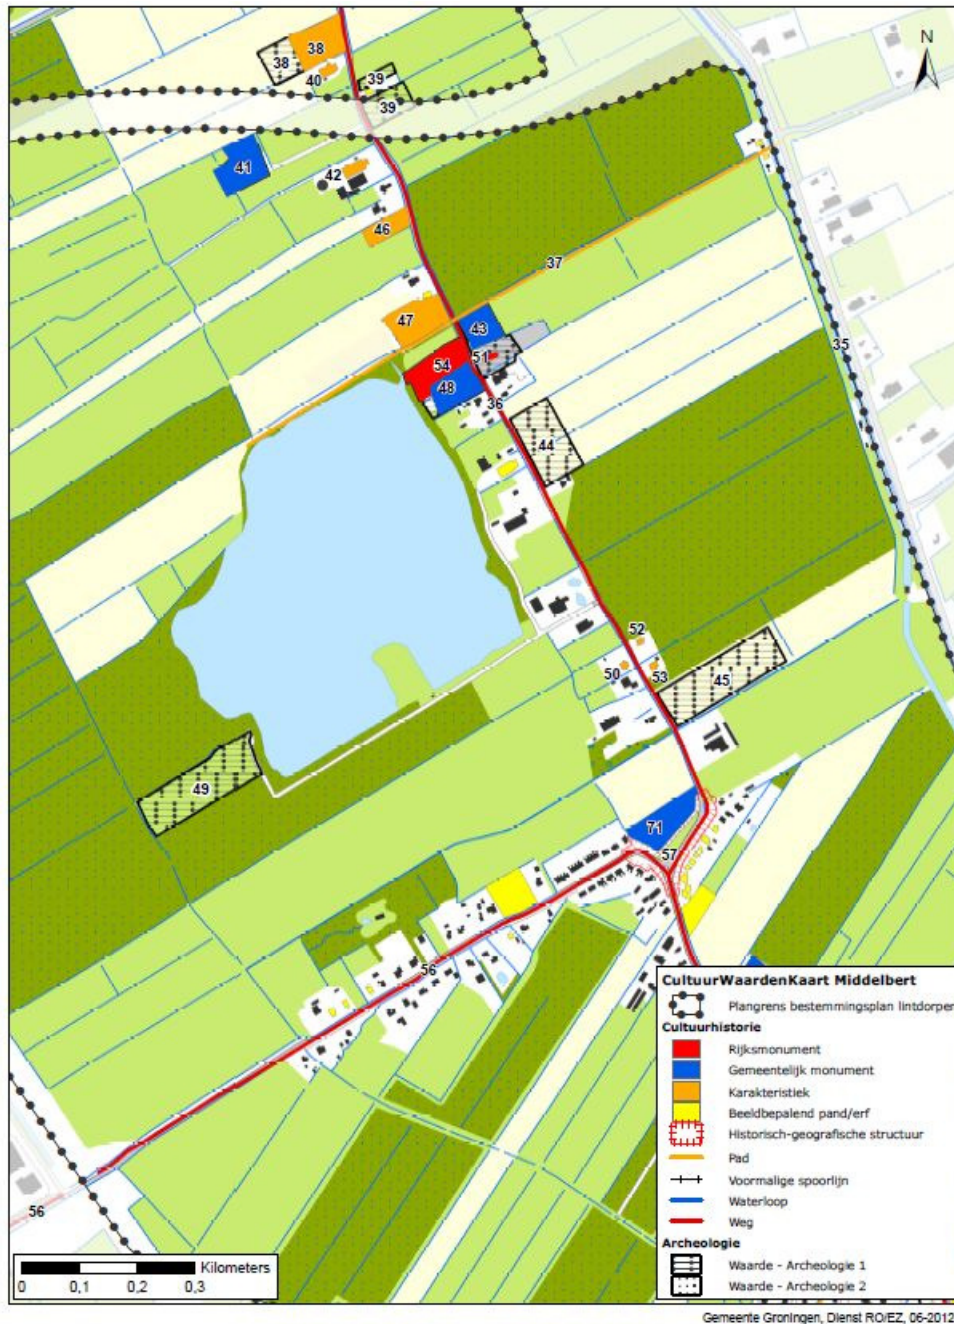 N
38
38
40
39
39
41
42
46
37
47
43
35
54
51
48
36
44
52
50
53
45
49
71
57
56
56
CultuurWaardenKaart Middelbert
Plangrens bestemmingsplan lintdorpen
Cultuurhistorie
Rijksmonument
Gemeentelijk monument
Karakteristiek
Beeldbepalend pand/erf
Historisch-geografische structuur
Pad
Voormalige spoorlijn
Waterloop
Weg
Archeologie
Waarde - Archeologie 1
Waarde - Archeologie 2
Kilometers
0 0,1 0,2 0,3
Gemeente Groningen, Dienst RO/EZ, 06-2012